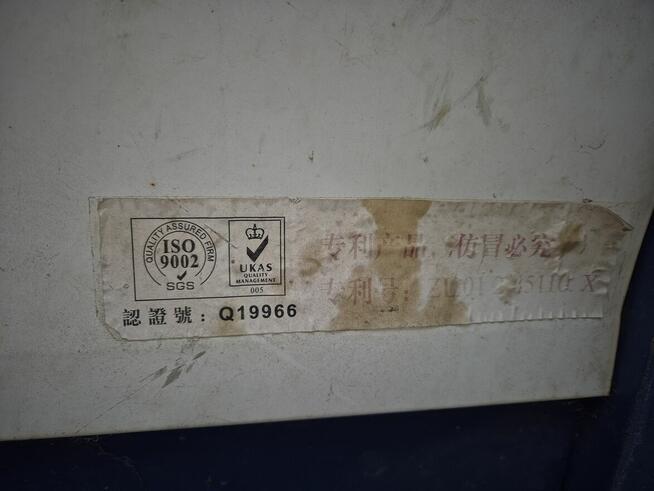 QUALITY ASSURED FIRM
ISO
9002
SGS
UKAS
QUALITY
MANAGEMENT
005
認證號：Q19966
专利产品，仿冒必究
专利号：